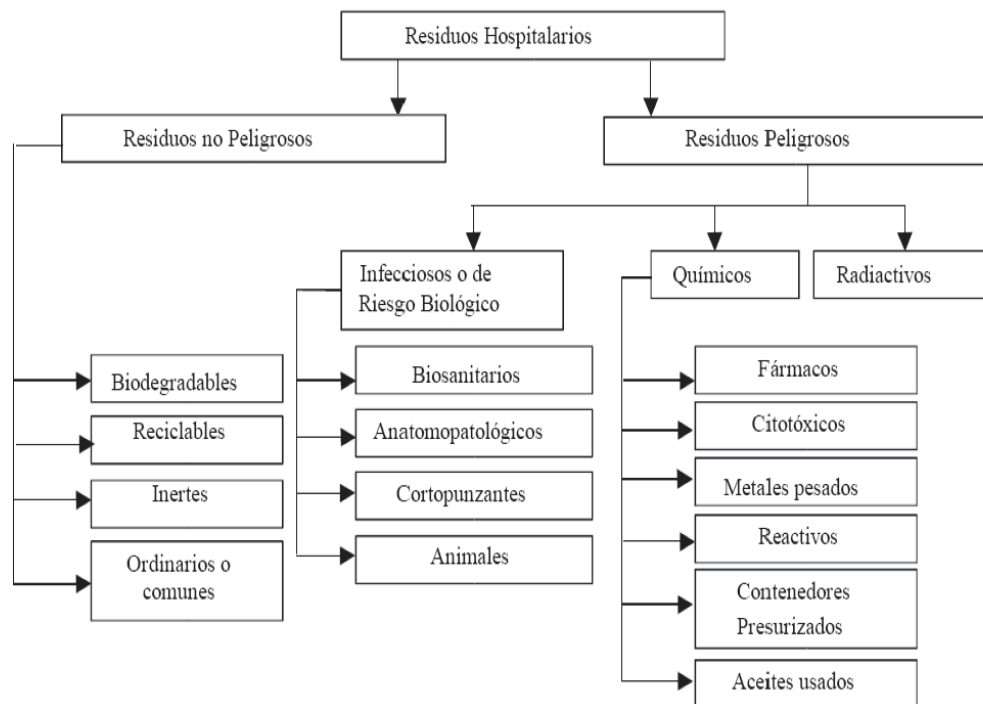 Residuos Hospitalarios
Residuos no Peligrosos
Residuos Peligrosos
Infecciosos o de
Riesgo Biológico
Químicos
Radiactivos
Biodegradables
Reciclables
Inertes
Ordinarios o
comunes
Biosanitarios
Anatomopatológicos
Cortopunzantes
Animales
Fármacos
Citotóxicos
Metales pesados
Reactivos
Contenedores
Presurizados
Aceites usados